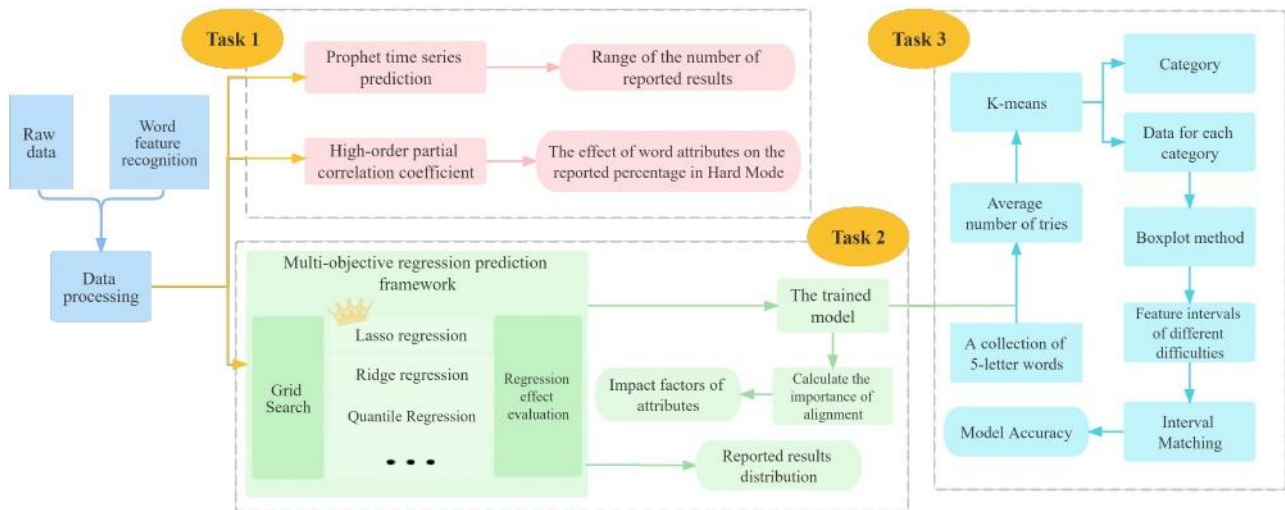 Raw
data
Word
feature
recognition
Data
processing
Task 1
Prophet time series
prediction
Range of the number of
reported results
High-order partial
correlation coefficient
The effect of word attributes on the
reported percentage in Hard Mode
Task 2
Multi-objective regression prediction
framework
Grid
Search
Lasso regression
Ridge regression
Quantile Regression
Regression
effect
evaluation
The trained
model
Calculate the
importance of
alignment
Impact factors of
attributes
Reported results
distribution
Task 3
K-means
Category
Data for each
category
Average
number of tries
Boxplot method
A collection of
5-letter words
Feature intervals
of different
difficulties
Interval
Matching
Model Accuracy